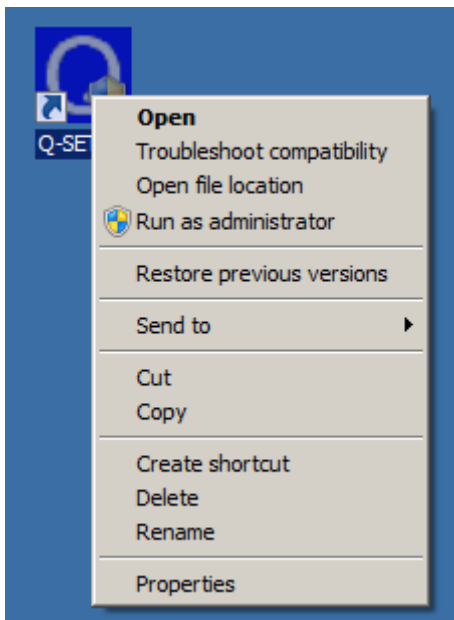 Q-SE
Open
Troubleshoot compatibility
Open file location
Run as administrator
Restore previous versions
Send to
Cut
Copy
Create shortcut
Delete
Rename
Properties